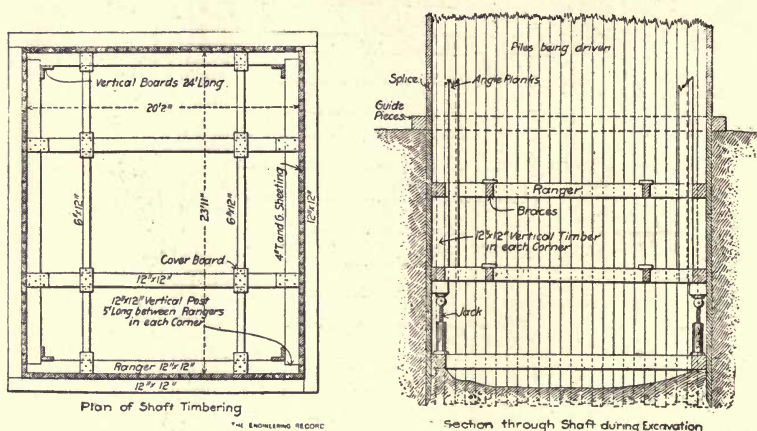 Vertical Boards 24' Long.
20'2"
6"x12"
23'11"
6"x12"
4" T and G. Sheeting
12"x12"
Cover Board
12"x12"
12"x12" Vertical Post
5' Long between Rangers
in each Corner
Ranger 12"x12"
12"x12"
Plan of Shaft Timbering
THE ENGINEERING RECORD
Piles being driven
Splice
Angle Planks
Guide
Pieces
Ranger
Braces
12"x12" Vertical Timber
in each Corner
Jack
Section through Shaft during Excavation